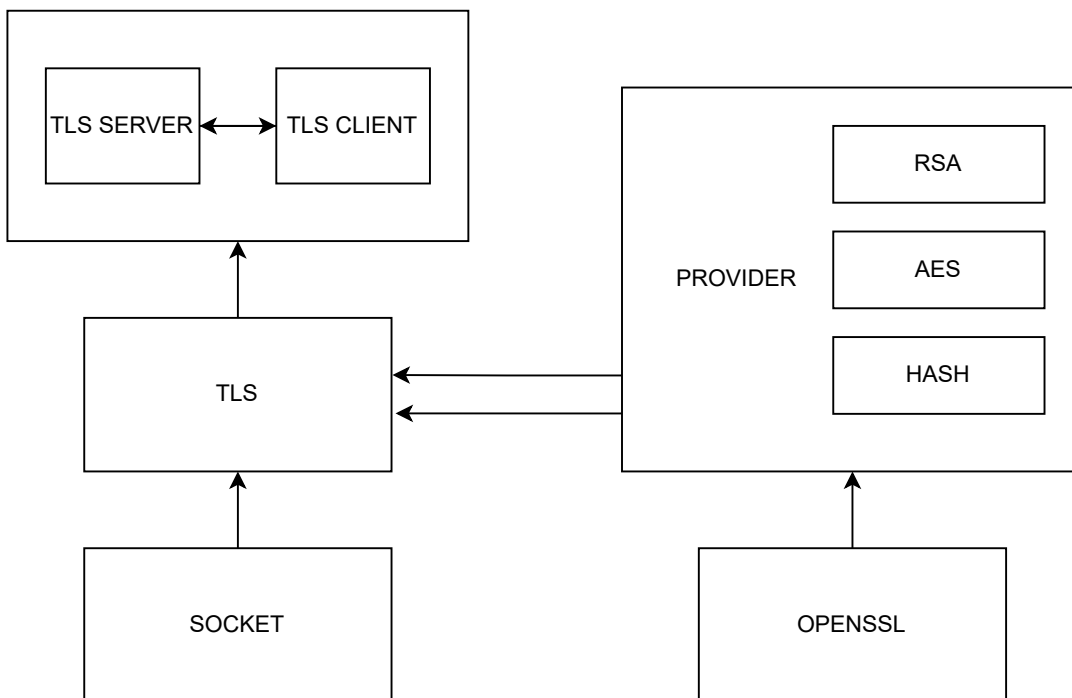 TLS SERVER
TLS CLIENT
RSA
AES
PROVIDER
HASH
TLS
SOCKET
OPENSSL